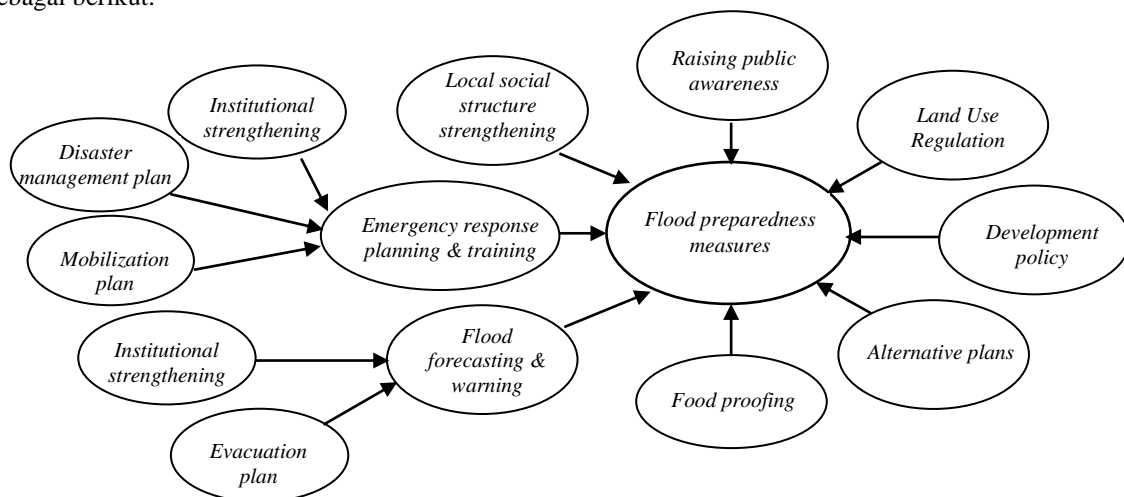 ebagai berikut:
Raising public
awareness
Local social
structure
strengthening
Institutional
strengthening
Land Use
Regulation
Disaster
management plan
Emergency response
planning & training
Flood preparedness
measures
Development
policy
Mobilization
plan
Institutional
strengthening
Flood
forecasting &
warning
Alternative plans
Food proofing
Evacuation
plan